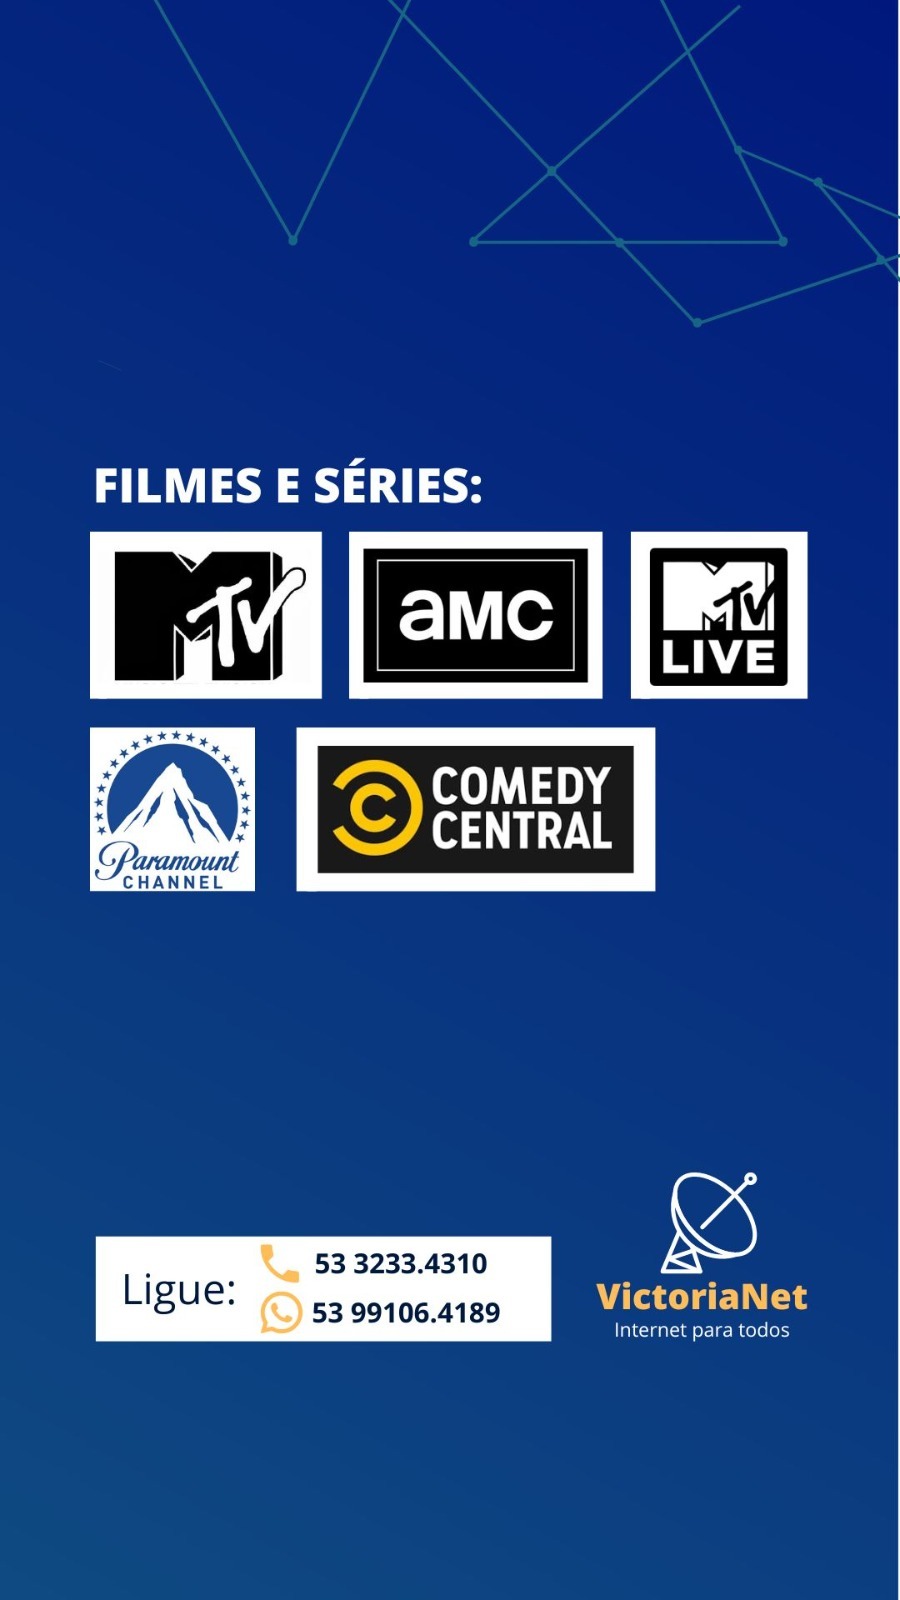 FILMES E SÉRIES:
MTV
aMC
MTV
LIVE
Paramount
CHANNEL
COMEDY
CENTRAL
Ligue:
53 3233.4310
53 99106.4189
VictoriaNet
Internet para todos